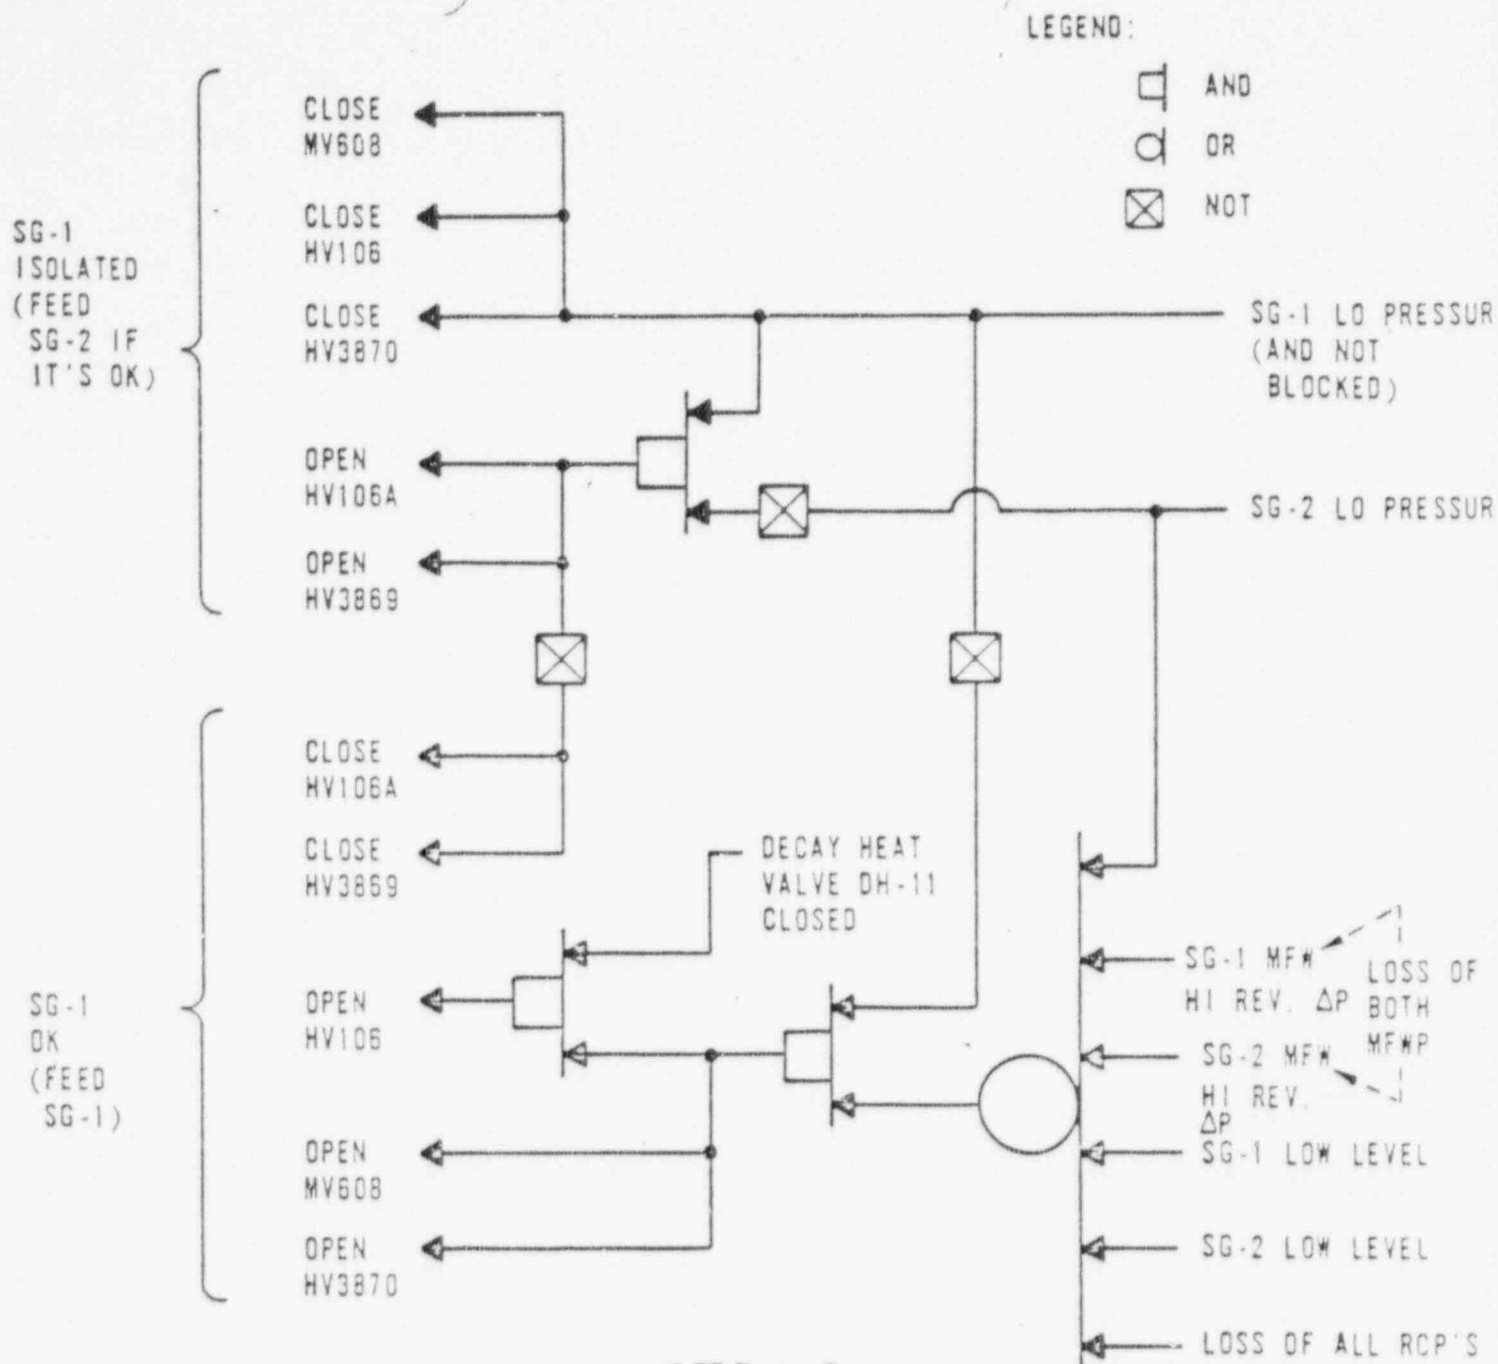 LEGEND:
AND
OR
NOT
SG-1
ISOLATED
(FEED
SG-2 IF
IT'S OK)
CLOSE
MV608
CLOSE
HV106
CLOSE
HV3870
OPEN
HV106A
OPEN
HV3869
SG-1 LO PRESSUR
(AND NOT
BLOCKED)
SG-2 LO PRESSUR
CLOSE
HV106A
CLOSE
HV3869
DECAY HEAT
VALVE DH-11
CLOSED
SG-1
OK
(FEED
SG-1)
OPEN
HV106
OPEN
MV608
OPEN
HV3870
SG-1 MFW
HI REV. ΔP
LOSS OF
BOTH
MFWP
SG-2 MFW
HI REV.
ΔP
SG-1 LOW LEVEL
SG-2 LOW LEVEL
LOSS OF ALL RCP'S